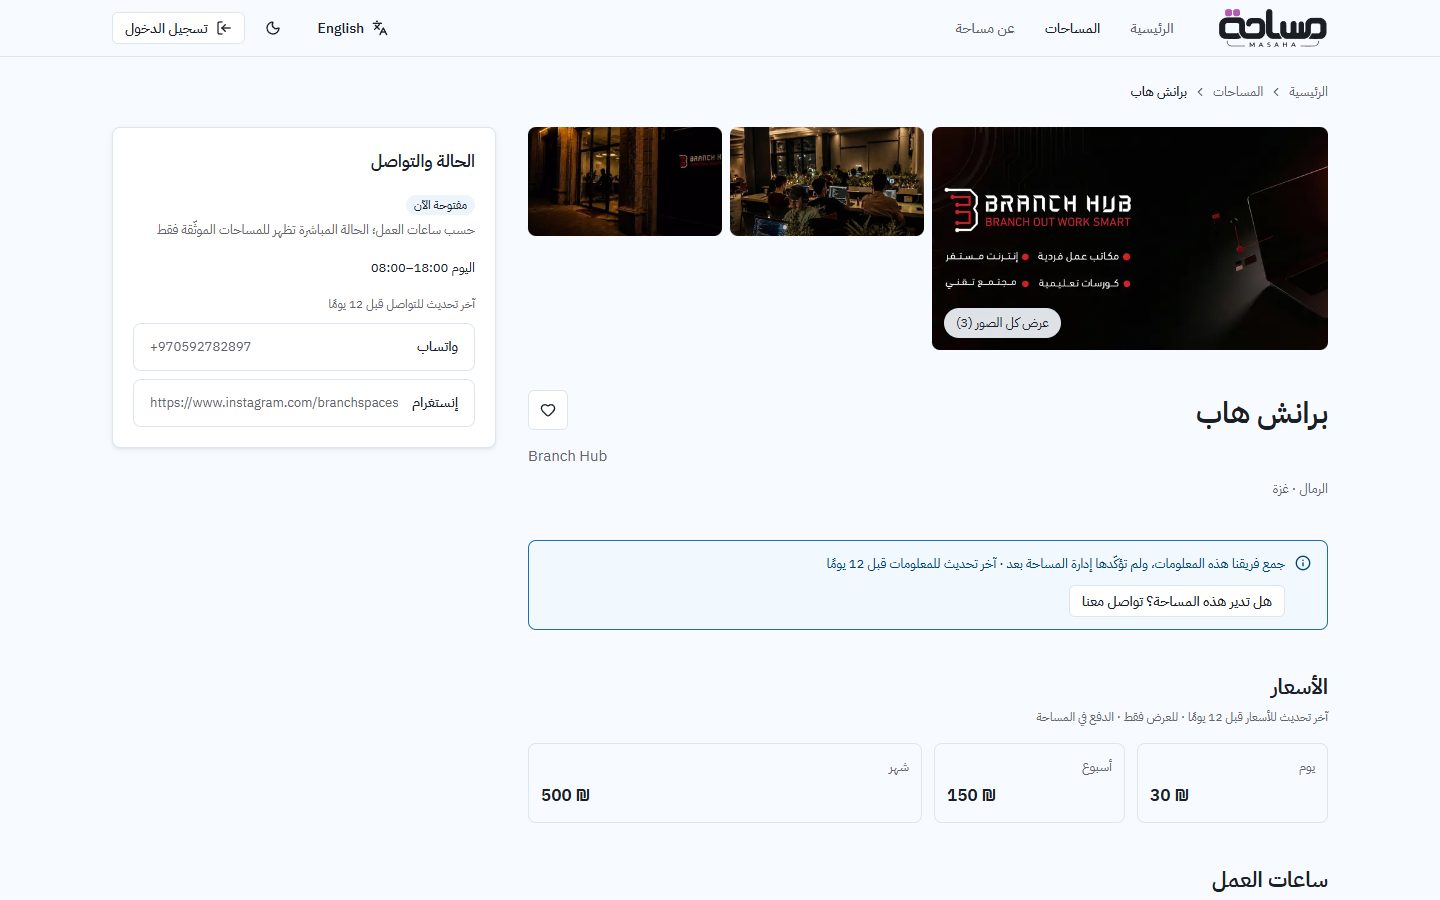 مساحة
MASAHA
الرئيسية
المساحات
عن مساحة
English
تسجيل الدخول
الرئيسية
المساحات
برانش هاب
BRANCH HUB
BRANCH OUT WORK SMART
مكاتب عمل فردية
إنترنت مستقر
كورسات تعليمية
مجتمع تقني
عرض كل الصور (3)
BRANCH H
برانش هاب
Branch Hub
الرمال · غزة
جمع فريقنا هذه المعلومات، ولم تؤكّدها إدارة المساحة بعد · آخر تحديث للمعلومات قبل 12 يومًا
هل تدير هذه المساحة؟ تواصل معنا
الأسعار
آخر تحديث للأسعار قبل 12 يومًا · للعرض فقط · الدفع في المساحة
يوم
30 ₪
أسبوع
150 ₪
شهر
500 ₪
ساعات العمل
الحالة والتواصل
مفتوحة الآن
حسب ساعات العمل؛ الحالة المباشرة تظهر للمساحات الموثّقة فقط
اليوم 08:00–18:00
آخر تحديث للتواصل قبل 12 يومًا
واتساب
+970592782897
إنستغرام
https://www.instagram.com/branchspaces